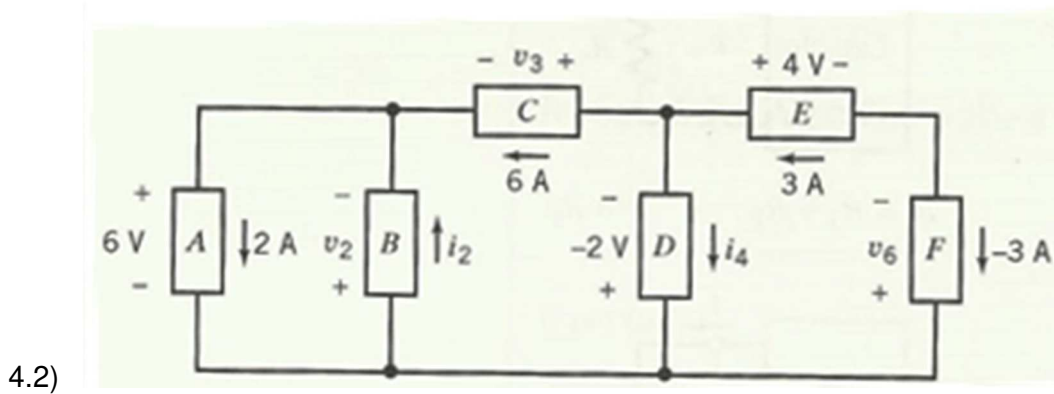 - v3 +
+ 4 V -
C
E
6 A
3 A
+
6 V
-
A
2 A
-
v2
+
B
i2
-
-2 V
+
D
i4
-
v6
+
F
-3 A
4.2)